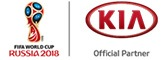 FIFA WORLD CUP
RUSSIA 2018
KIA
Official Partner